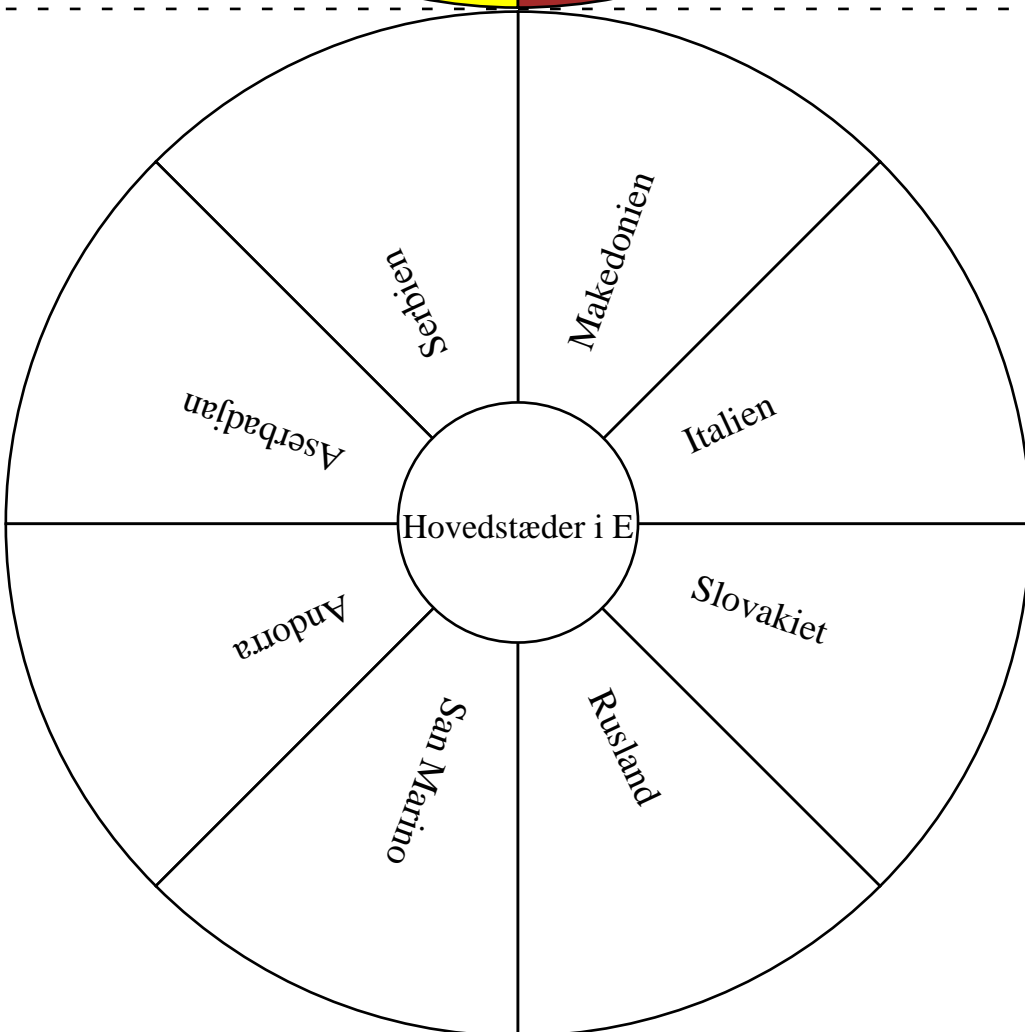 Makedonien
Italien
Slovakiet
Rusland
San Marino
Andorra
Aserbadjan
Serbien
Hovedstæder i E